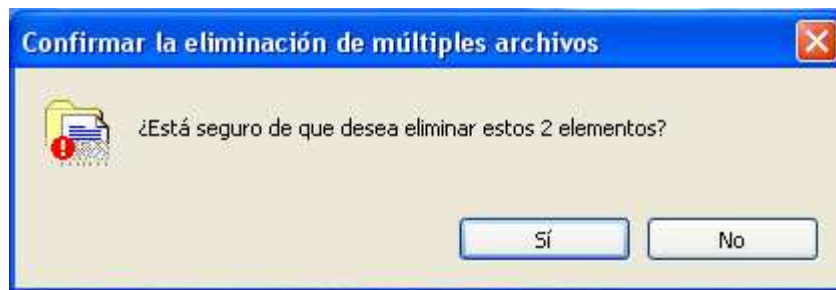 Confirmar la eliminación de múltiples archivos
¿Está seguro de que desea eliminar estos 2 elementos?
Sí
No